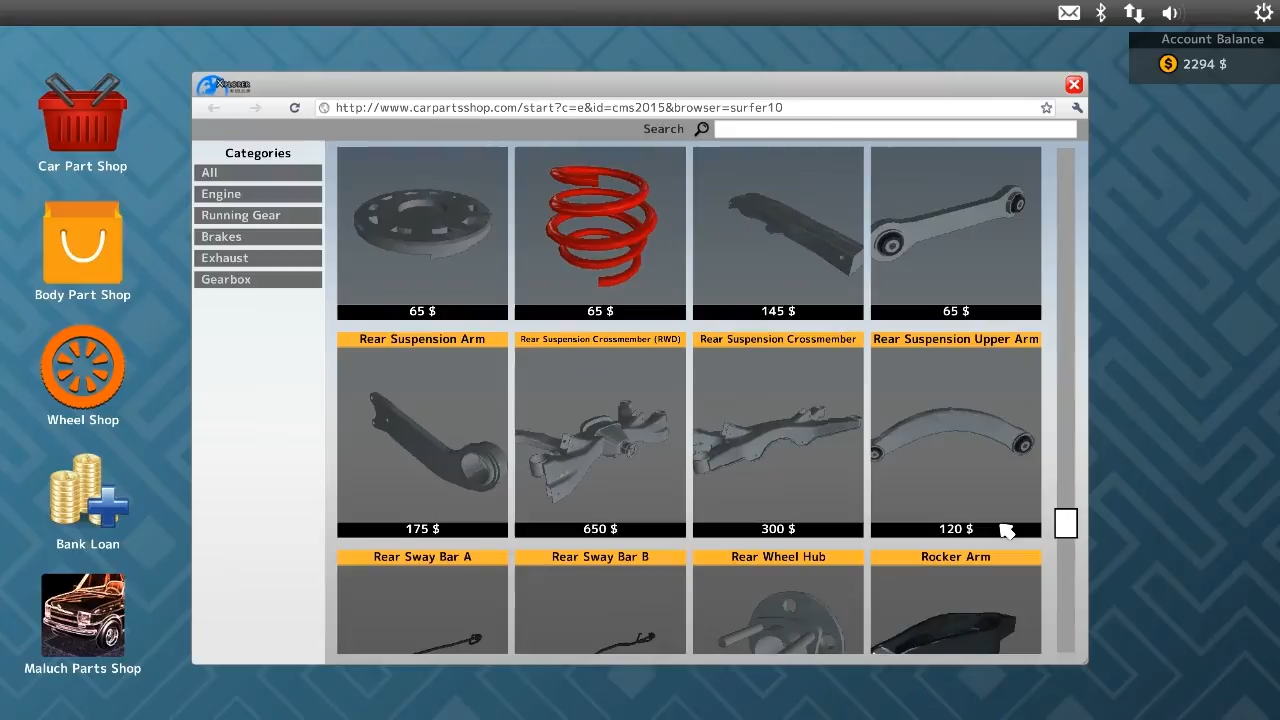 Account Balance
2294 $
XPLORER
http://www.carpartsshop.com/start?c=e&id=cms2015&browser=surfer10
Search
Categories
All
Engine
Running Gear
Brakes
Exhaust
Gearbox
Car Part Shop
Body Part Shop
Wheel Shop
Bank Loan
Maluch Parts Shop
65 $
65 $
145 $
65 $
Rear Suspension Arm
Rear Suspension Crossmember (RWD)
Rear Suspension Crossmember
Rear Suspension Upper Arm
175 $
650 $
300 $
120 $
Rear Sway Bar A
Rear Sway Bar B
Rear Wheel Hub
Rocker Arm